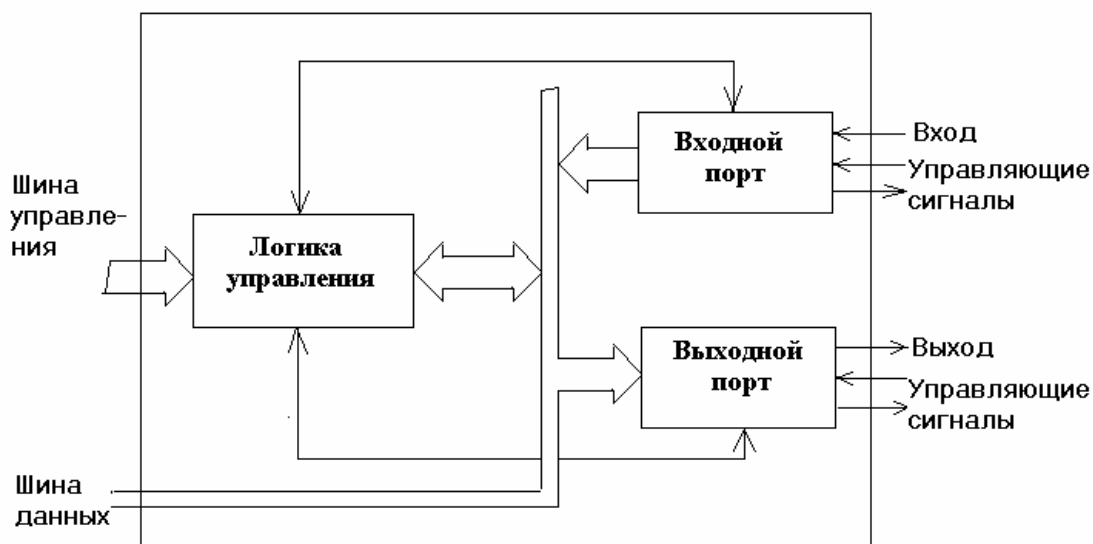 Шина
управле-
ния
Логика
управления
Входной
порт
Вход
Управляющие
сигналы
Выходной
порт
Выход
Управляющие
сигналы
Шина
данных